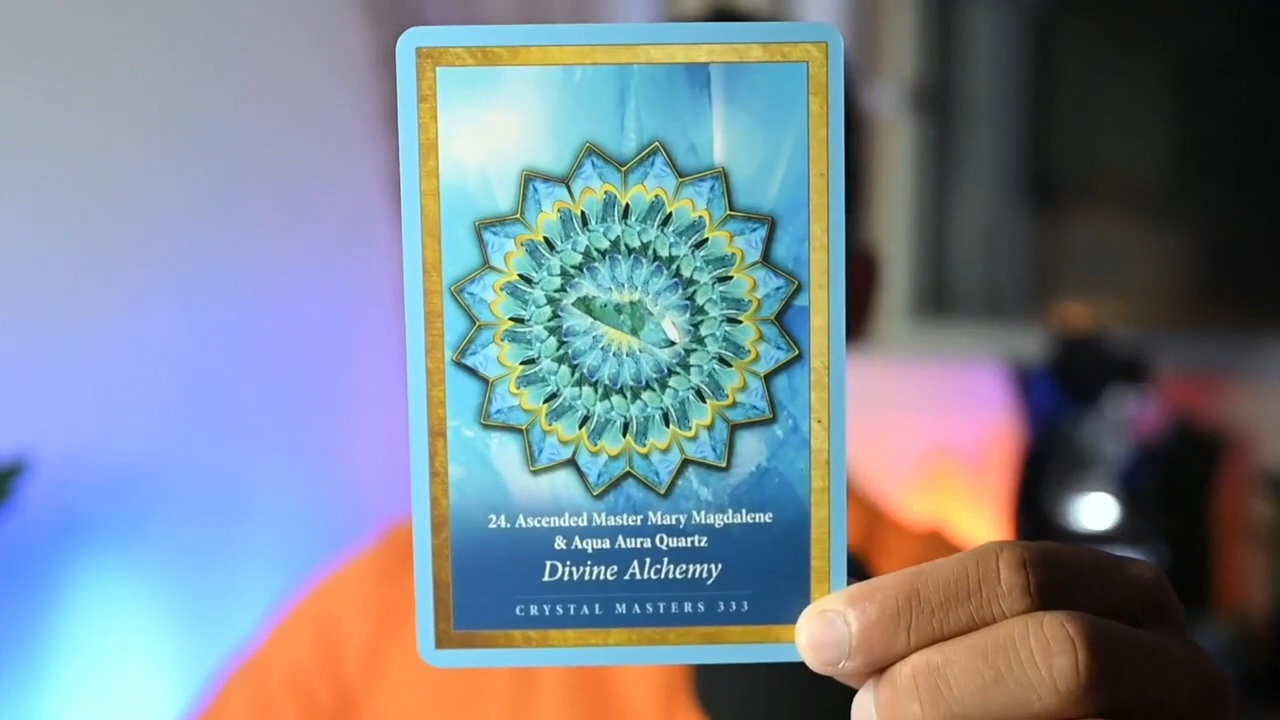 24. Ascended Master Mary Magdalene
& Aqua Aura Quartz
Divine Alchemy
CRYSTAL MASTERS 333